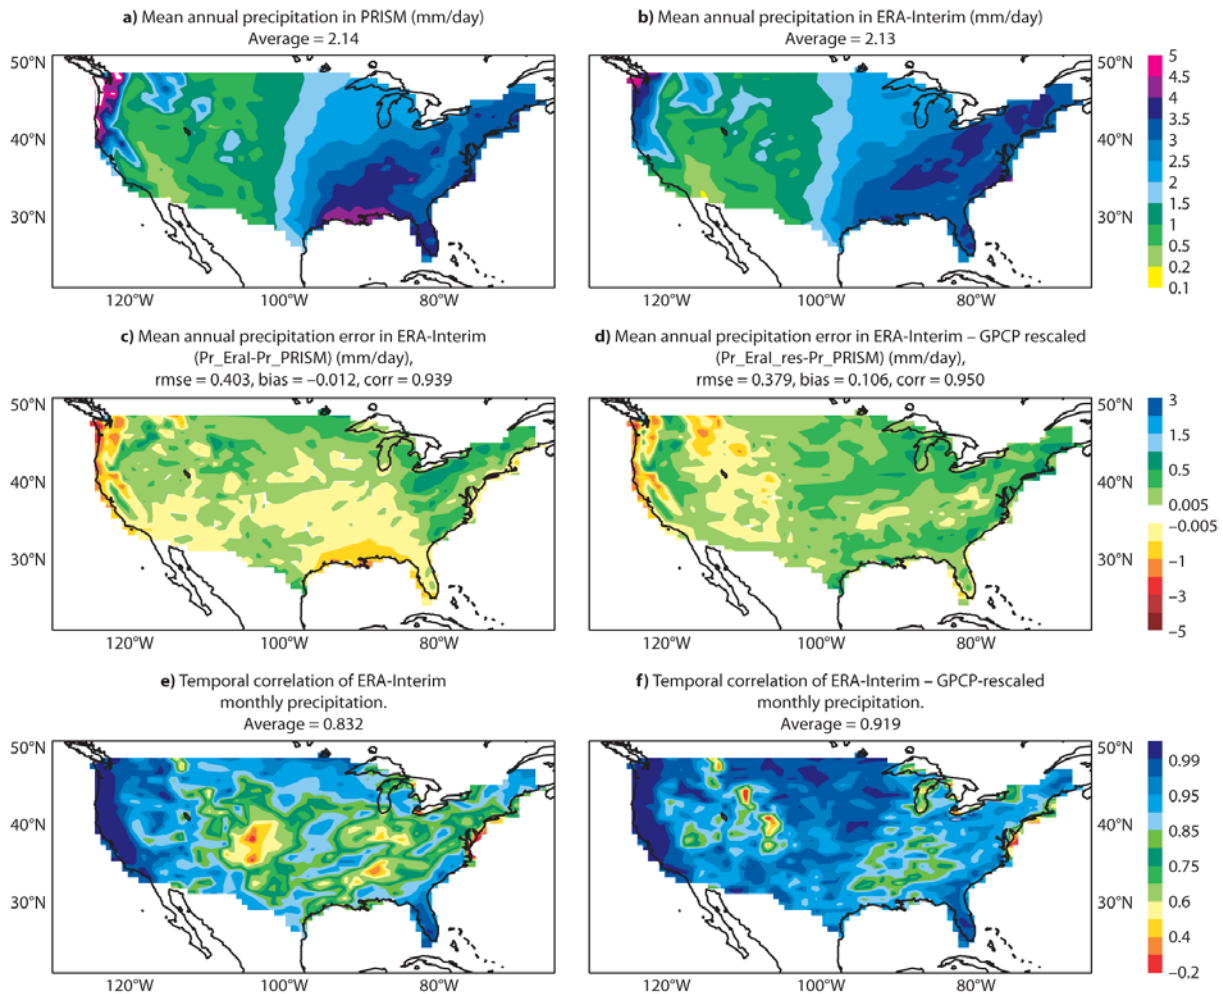 a) Mean annual precipitation in PRISM (mm/day)
Average = 2.14
b) Mean annual precipitation in ERA-Interim (mm/day)
Average = 2.13
50°N
40°N
30°N
120°W
100°W
80°W
120°W
100°W
80°W
50°N
40°N
30°N
5
4.5
4
3.5
3
2.5
2
1.5
1
0.5
0.2
0.1
c) Mean annual precipitation error in ERA-Interim
(Pr_EraI-Pr_PRISM) (mm/day),
rmse = 0.403, bias = –0.012, corr = 0.939
d) Mean annual precipitation error in ERA-Interim – GPCP rescaled
(Pr_EraI_res-Pr_PRISM) (mm/day),
rmse = 0.379, bias = 0.106, corr = 0.950
50°N
40°N
30°N
120°W
100°W
80°W
120°W
100°W
80°W
50°N
40°N
30°N
3
1.5
0.5
0.005
–0.005
–1
–3
–5
e) Temporal correlation of ERA-Interim
monthly precipitation.
Average = 0.832
f) Temporal correlation of ERA-Interim – GPCP-rescaled
monthly precipitation.
Average = 0.919
50°N
40°N
30°N
120°W
100°W
80°W
120°W
100°W
80°W
50°N
40°N
30°N
0.99
0.95
0.85
0.75
0.6
0.4
–0.2